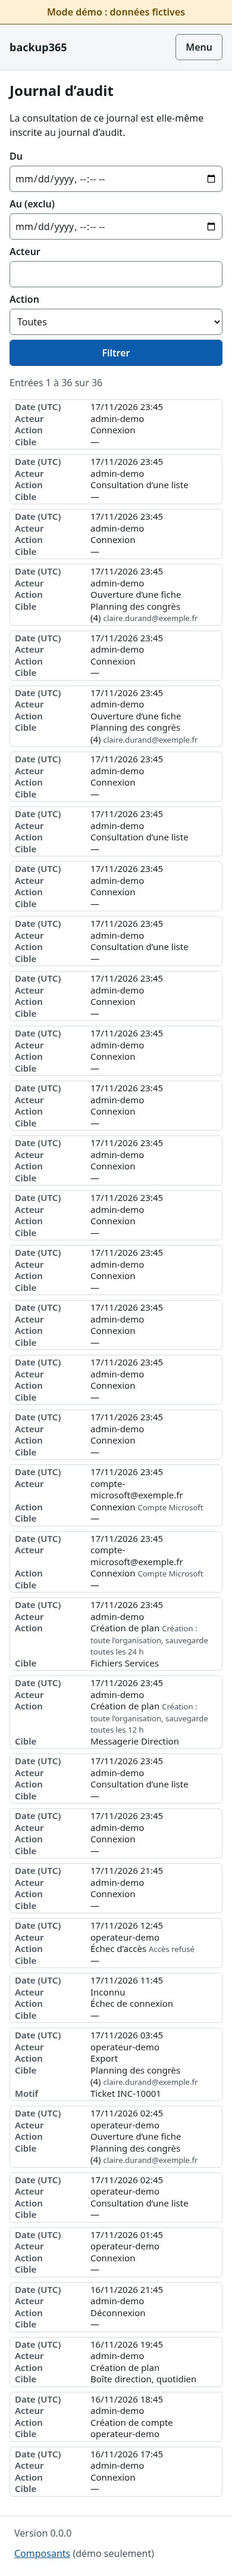 Mode démo : données fictives
backup365
Menu
Journal d’audit
La consultation de ce journal est elle-même
inscrite au journal d’audit.
Du
mm/dd/yyyy, --:-- --
Au (exclu)
mm/dd/yyyy, --:-- --
Acteur
Action
Toutes
Filtrer
Entrées 1 à 36 sur 36
Date (UTC) 17/11/2026 23:45
Acteur admin-demo
Action Connexion
Cible —
Date (UTC) 17/11/2026 23:45
Acteur admin-demo
Action Consultation d’une liste
Cible —
Date (UTC) 17/11/2026 23:45
Acteur admin-demo
Action Connexion
Cible —
Date (UTC) 17/11/2026 23:45
Acteur admin-demo
Action Ouverture d’une fiche
Cible Planning des congrès
(4) claire.durand@exemple.fr
Date (UTC) 17/11/2026 23:45
Acteur admin-demo
Action Connexion
Cible —
Date (UTC) 17/11/2026 23:45
Acteur admin-demo
Action Ouverture d’une fiche
Cible Planning des congrès
(4) claire.durand@exemple.fr
Date (UTC) 17/11/2026 23:45
Acteur admin-demo
Action Connexion
Cible —
Date (UTC) 17/11/2026 23:45
Acteur admin-demo
Action Consultation d’une liste
Cible —
Date (UTC) 17/11/2026 23:45
Acteur admin-demo
Action Connexion
Cible —
Date (UTC) 17/11/2026 23:45
Acteur admin-demo
Action Consultation d’une liste
Cible —
Date (UTC) 17/11/2026 23:45
Acteur admin-demo
Action Connexion
Cible —
Date (UTC) 17/11/2026 23:45
Acteur admin-demo
Action Connexion
Cible —
Date (UTC) 17/11/2026 23:45
Acteur admin-demo
Action Connexion
Cible —
Date (UTC) 17/11/2026 23:45
Acteur admin-demo
Action Connexion
Cible —
Date (UTC) 17/11/2026 23:45
Acteur admin-demo
Action Connexion
Cible —
Date (UTC) 17/11/2026 23:45
Acteur admin-demo
Action Connexion
Cible —
Date (UTC) 17/11/2026 23:45
Acteur admin-demo
Action Connexion
Cible —
Date (UTC) 17/11/2026 23:45
Acteur admin-demo
Action Connexion
Cible —
Date (UTC) 17/11/2026 23:45
Acteur admin-demo
Action Connexion
Cible —
Date (UTC) 17/11/2026 23:45
Acteur compte-
microsoft@exemple.fr
Action Connexion Compte Microsoft
Cible —
Date (UTC) 17/11/2026 23:45
Acteur compte-
microsoft@exemple.fr
Action Connexion Compte Microsoft
Cible —
Date (UTC) 17/11/2026 23:45
Acteur admin-demo
Action Création de plan Création :
toute l’organisation, sauvegarde
toutes les 24 h
Cible Fichiers Services
Date (UTC) 17/11/2026 23:45
Acteur admin-demo
Action Création de plan Création :
toute l’organisation, sauvegarde
toutes les 12 h
Cible Messagerie Direction
Date (UTC) 17/11/2026 23:45
Acteur admin-demo
Action Consultation d’une liste
Cible —
Date (UTC) 17/11/2026 23:45
Acteur admin-demo
Action Connexion
Cible —
Date (UTC) 17/11/2026 21:45
Acteur admin-demo
Action Connexion
Cible —
Date (UTC) 17/11/2026 12:45
Acteur operateur-demo
Action Échec d’accès Accès refusé
Cible —
Date (UTC) 17/11/2026 11:45
Acteur Inconnu
Action Échec de connexion
Cible —
Date (UTC) 17/11/2026 03:45
Acteur operateur-demo
Action Export
Cible Planning des congrès
(4) claire.durand@exemple.fr
Motif Ticket INC-10001
Date (UTC) 17/11/2026 02:45
Acteur operateur-demo
Action Ouverture d’une fiche
Cible Planning des congrès
(4) claire.durand@exemple.fr
Date (UTC) 17/11/2026 02:45
Acteur operateur-demo
Action Consultation d’une liste
Cible —
Date (UTC) 17/11/2026 01:45
Acteur operateur-demo
Action Connexion
Cible —
Date (UTC) 16/11/2026 21:45
Acteur admin-demo
Action Déconnexion
Cible —
Date (UTC) 16/11/2026 19:45
Acteur admin-demo
Action Création de plan
Cible Boîte direction, quotidien
Date (UTC) 16/11/2026 18:45
Acteur admin-demo
Action Création de compte
Cible operateur-demo
Date (UTC) 16/11/2026 17:45
Acteur admin-demo
Action Connexion
Cible —
Version 0.0.0
Composants (démo seulement)